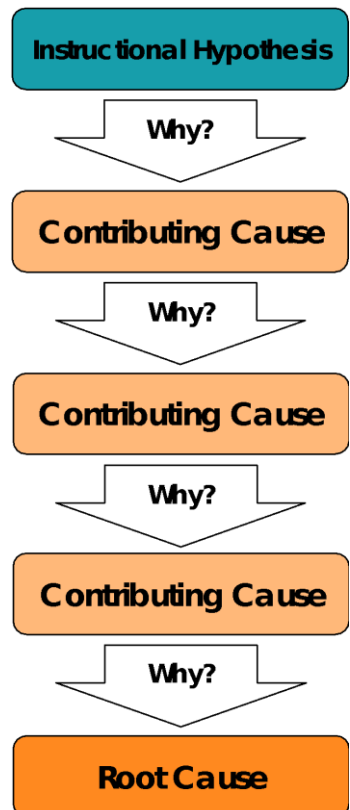 Instructional Hypothesis
Why?
Contributing Cause
Why?
Contributing Cause
Why?
Contributing Cause
Why?
Root Cause